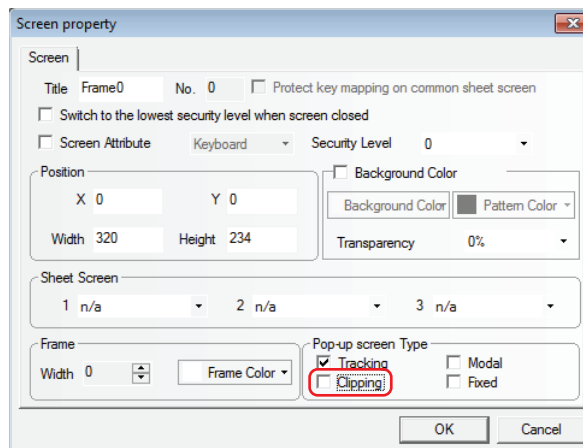 Screen property
Screen
Title Frame0 No. 0 Protect key mapping on common sheet screen
Switch to the lowest security level when screen closed
Screen Attribute Keyboard Security Level 0
Position
X 0 Y 0
Width 320 Height 234
Background Color
Background Color Pattern Color
Transparency 0%
Sheet Screen
1 n/a 2 n/a 3 n/a
Frame
Width 0 Frame Color
Pop-up screen Type
Tracking Modal
Clipping Fixed
OK Cancel